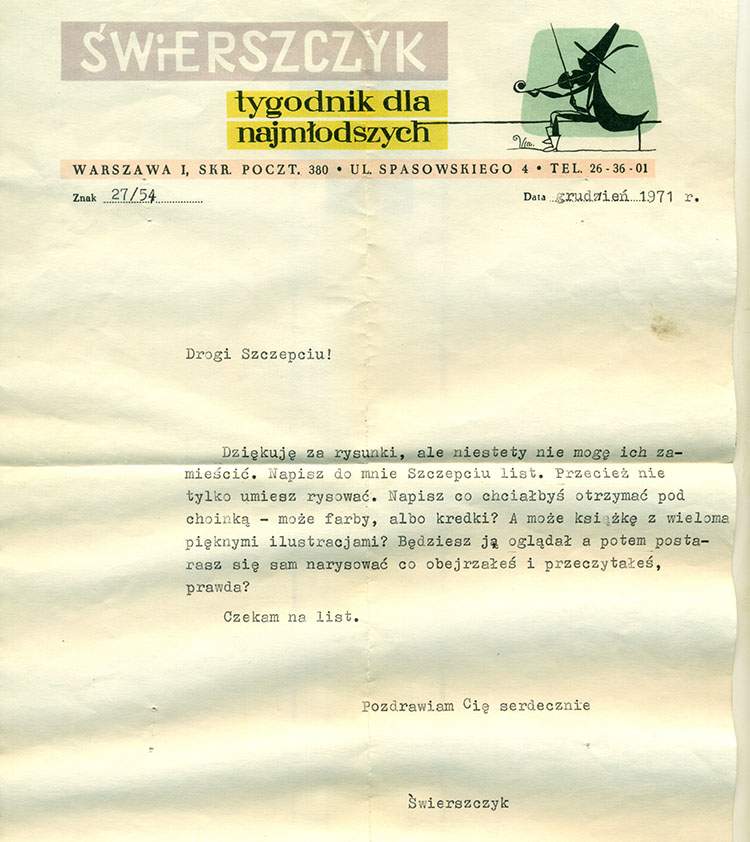 ŚWIERSZCZYK
tygodnik dla
najmłodszych
WARSZAWA I, SKR. POCZT. 380 • UL. SPASOWSKIEGO 4 • TEL. 26-36-01
Znak 27/54 Data grudzień 1971 r.
Drogi Szczepciu!
Dziękuję za rysunki, ale niestety nie mogę ich za-
mieścić. Napisz do mnie Szczepciu list. Przecież nie
tylko umiesz rysować. Napisz co chciałbyś otrzymać pod
choinką - może farby, albo kredki? A może książkę z wieloma
pięknymi ilustracjami? Będziesz ją oglądał a potem posta-
rasz się sam narysować co obejrzałeś i przeczytałeś,
prawda?
Czekam na list.
Pozdrawiam Cię serdecznie
Świerszczyk